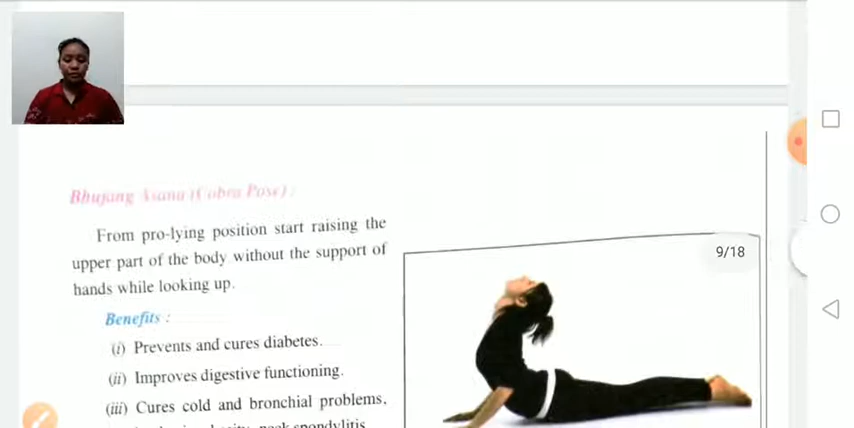 Bhujang Asana (Cobra Pose) :
From pro-lying position start raising the
upper part of the body without the support of
hands while looking up.
Benefits :
(i) Prevents and cures diabetes.
(ii) Improves digestive functioning.
(iii) Cures cold and bronchial problems,
neck spondylitis
9/18